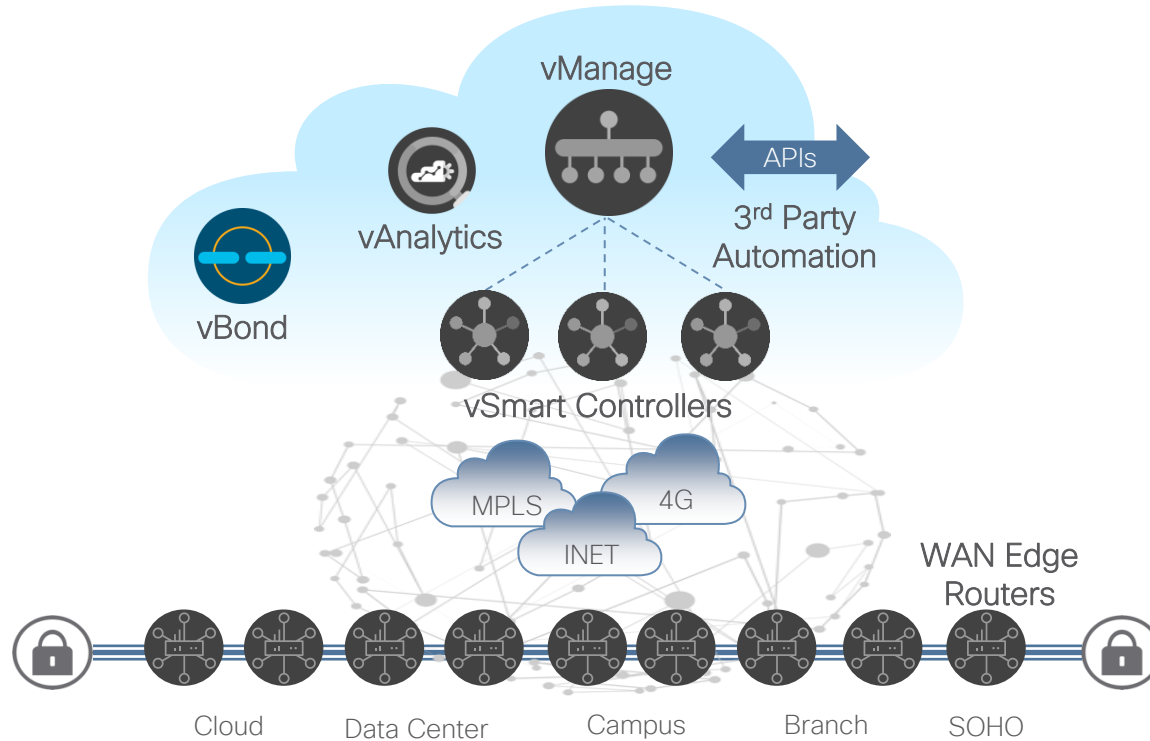 vManage
APIs
vAnalytics
3rd Party
Automation
vBond
vSmart Controllers
MPLS
4G
INET
WAN Edge
Routers
Cloud
Data Center
Campus
Branch
SOHO